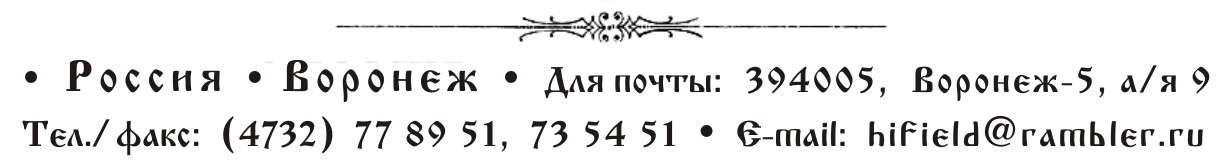 • Россия • Воронеж • Для почты: 394005, Воронеж-5, а/я 9
Тел./факс: (4732) 77 89 51, 73 54 51 • E-mail: hifield@rambler.ru